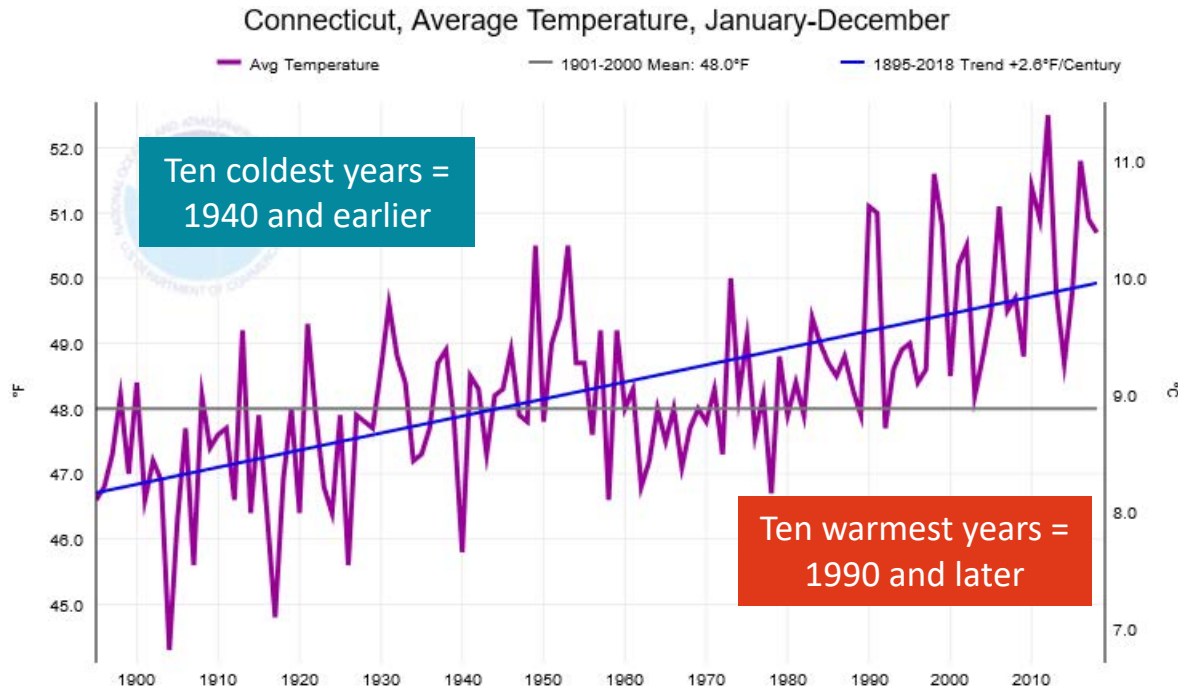 Connecticut, Average Temperature, January-December
Avg Temperature
1901-2000 Mean: 48.0°F
1895-2018 Trend +2.6°F/Century
52.0
51.0
50.0
49.0
48.0
47.0
46.0
45.0
°F
Ten coldest years =
1940 and earlier
Ten warmest years =
1990 and later
11.0
10.0
9.0
8.0
7.0
°C
1900
1910
1920
1930
1940
1950
1960
1970
1980
1990
2000
2010